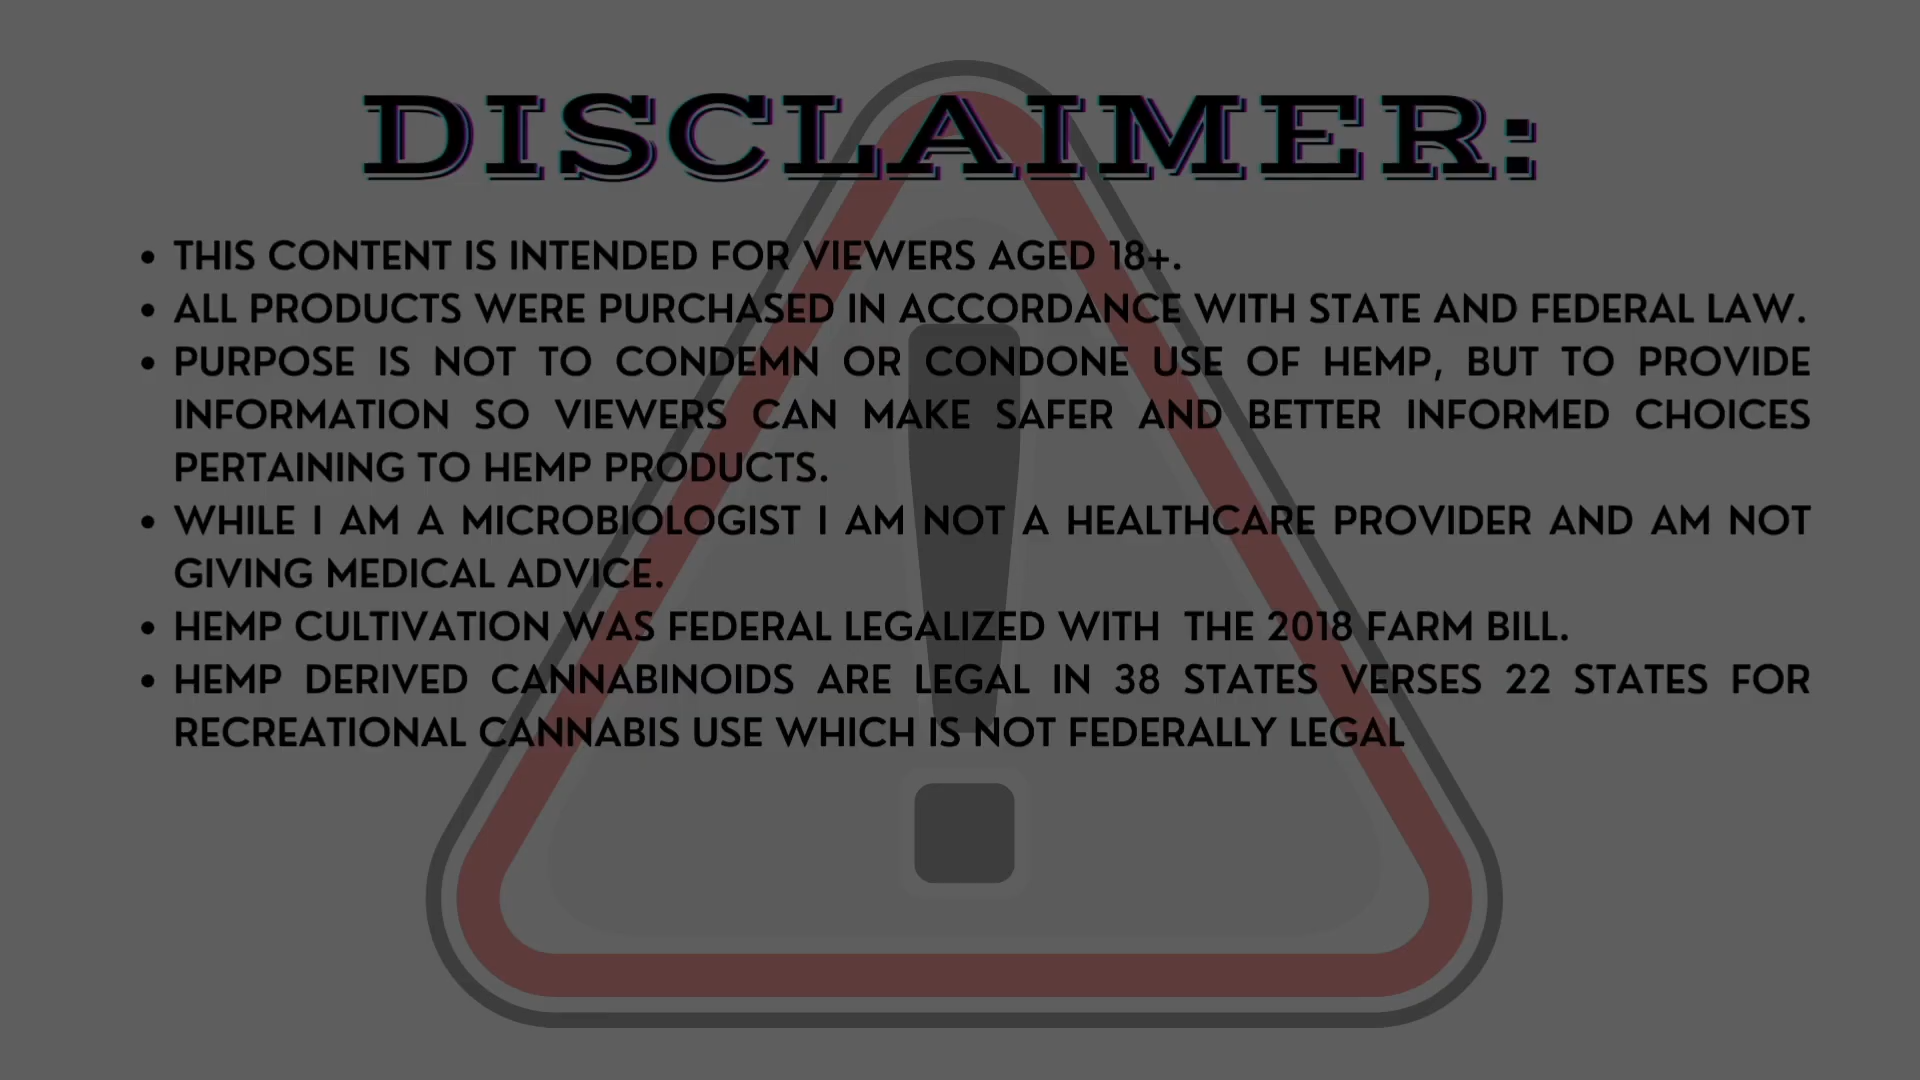 DISCLAIMER:
• THIS CONTENT IS INTENDED FOR VIEWERS AGED 18+.
• ALL PRODUCTS WERE PURCHASED IN ACCORDANCE WITH STATE AND FEDERAL LAW.
• PURPOSE IS NOT TO CONDEMN OR CONDONE USE OF HEMP, BUT TO PROVIDE
INFORMATION SO VIEWERS CAN MAKE SAFER AND BETTER INFORMED CHOICES
PERTAINING TO HEMP PRODUCTS.
• WHILE I AM A MICROBIOLOGIST I AM NOT A HEALTHCARE PROVIDER AND AM NOT
GIVING MEDICAL ADVICE.
• HEMP CULTIVATION WAS FEDERAL LEGALIZED WITH THE 2018 FARM BILL.
• HEMP DERIVED CANNABINOIDS ARE LEGAL IN 38 STATES VERSES 22 STATES FOR
RECREATIONAL CANNABIS USE WHICH IS NOT FEDERALLY LEGAL